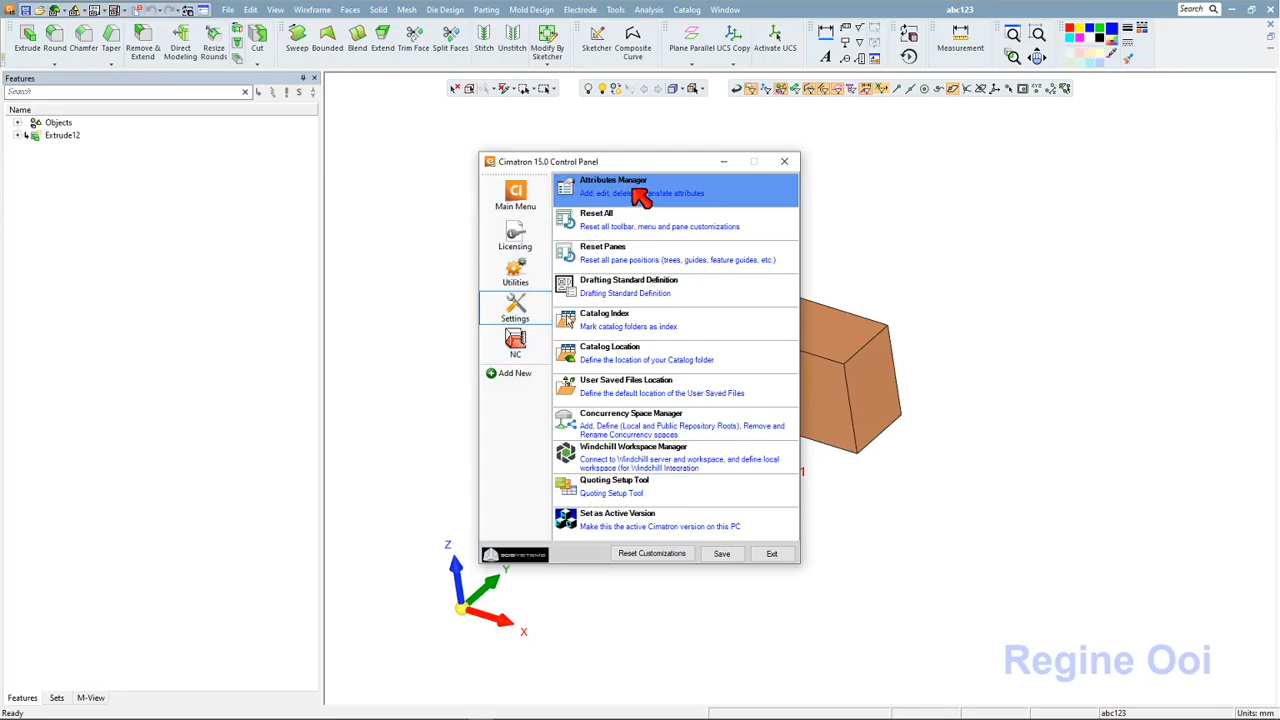 File Edit View Wireframe Faces Solid Mesh Die Design Parting Mold Design Electrode Tools Analysis Catalog Window
abc123
Search
Extrude Round Chamfer Taper Remove & Extend Direct Modeling Resize Rounds Cut Sweep Bounded Blend Extend Trim Pool Split Faces Stitch Unstitch Modify By Sketcher Sketcher Composite Curve Plane Parallel UCS Copy Activate UCS Measurement
Features
Search
Name
Objects
Extrude12
Cimatron 15.0 Control Panel
Main Menu
Licensing
Utilities
Settings
NC
Add New
Attributes Manager
Add, edit, delete translate attributes
Reset All
Reset all toolbar, menu and pane customizations
Reset Panes
Reset all pane positions (trees, guides, feature guides, etc.)
Drafting Standard Definition
Drafting Standard Definition
Catalog Index
Mark catalog folders as index
Catalog Location
Define the location of your Catalog folder
User Saved Files Location
Define the default location of the User Saved Files
Concurrency Space Manager
Add, Define (Local and Public Repository Roots), Remove and
Rename Concurrency spaces
Windchill Workspace Manager
Connect to Windchill server and workspace, and define local
workspace (for Windchill Integration
Quoting Setup Tool
Quoting Setup Tool
Set as Active Version
Make this the active Cimatron version on this PC
3DSYSTEMS
Reset Customizations Save Exit
1
Z
Y
X
Regine Ooi
Features Sets M-View
Ready
abc123
Units: mm